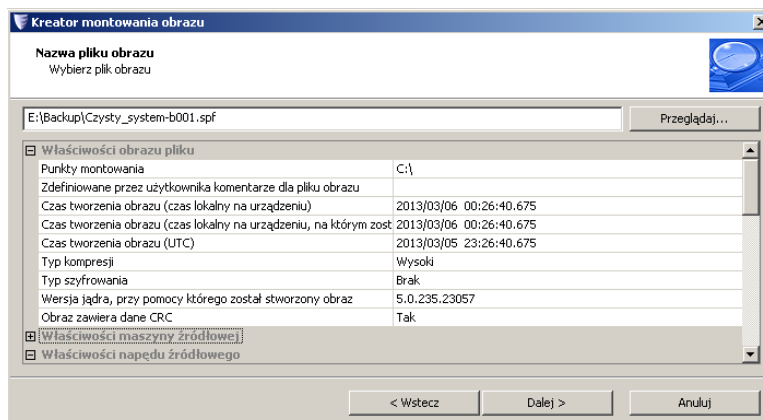 Kreator montowania obrazu
Nazwa pliku obrazu
Wybierz plik obrazu
E:\Backup\Czysty_system-b001.spf Przeglądaj...
Właściwości obrazu pliku
Punkty montowania C:\
Zdefiniowane przez użytkownika komentarze dla pliku obrazu
Czas tworzenia obrazu (czas lokalny na urządzeniu) 2013/03/06 00:26:40.675
Czas tworzenia obrazu (czas lokalny na urządzeniu, na którym zost 2013/03/06 00:26:40.675
Czas tworzenia obrazu (UTC) 2013/03/05 23:26:40.675
Typ kompresji Wysoki
Typ szyfrowania Brak
Wersja jądra, przy pomocy którego został stworzony obraz 5.0.235.23057
Obraz zawiera dane CRC Tak
Właściwości maszyny źródłowej
Właściwości napędu źródłowego
< Wstecz Dalej > Anuluj